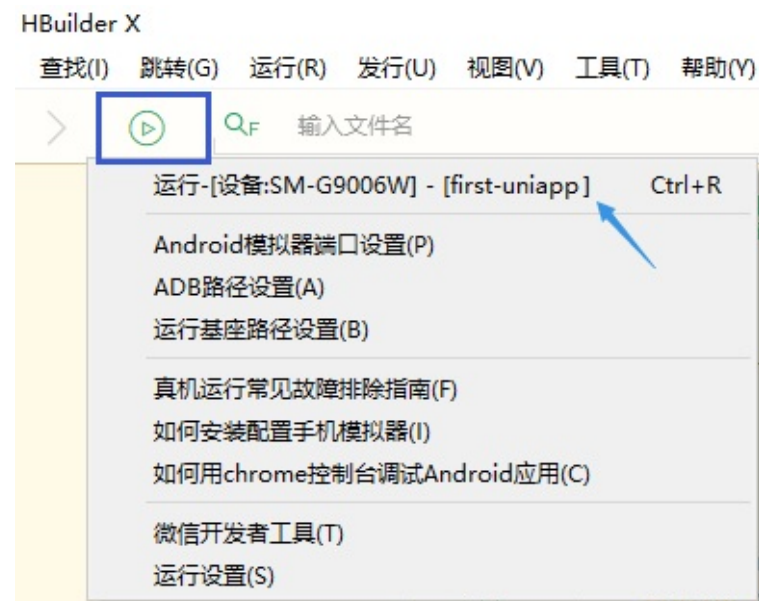 HBuilder X
查找(I) 跳转(G) 运行(R) 发行(U) 视图(V) 工具(T) 帮助(Y)
F 输入文件名
运行-[设备:SM-G9006W] - [first-uniapp] Ctrl+R
Android模拟器端口设置(P)
ADB路径设置(A)
运行基座路径设置(B)
真机运行常见故障排除指南(F)
如何安装配置手机模拟器(I)
如何用chrome控制台调试Android应用(C)
微信开发者工具(T)
运行设置(S)